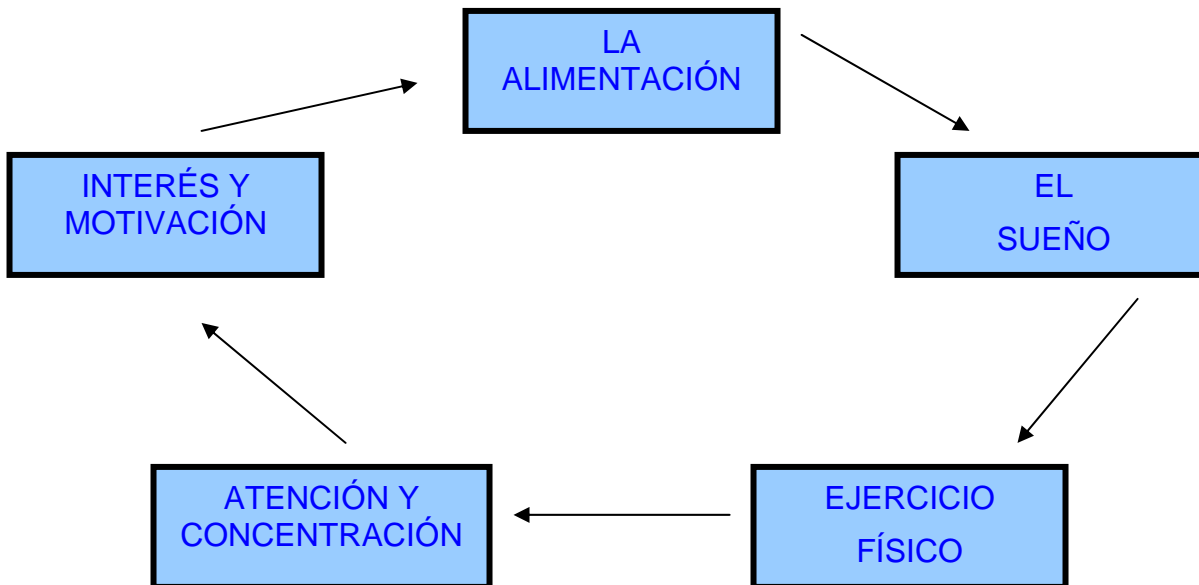 LA
ALIMENTACIÓN
EL
SUEÑO
EJERCICIO
FÍSICO
ATENCIÓN Y
CONCENTRACIÓN
INTERÉS Y
MOTIVACIÓN